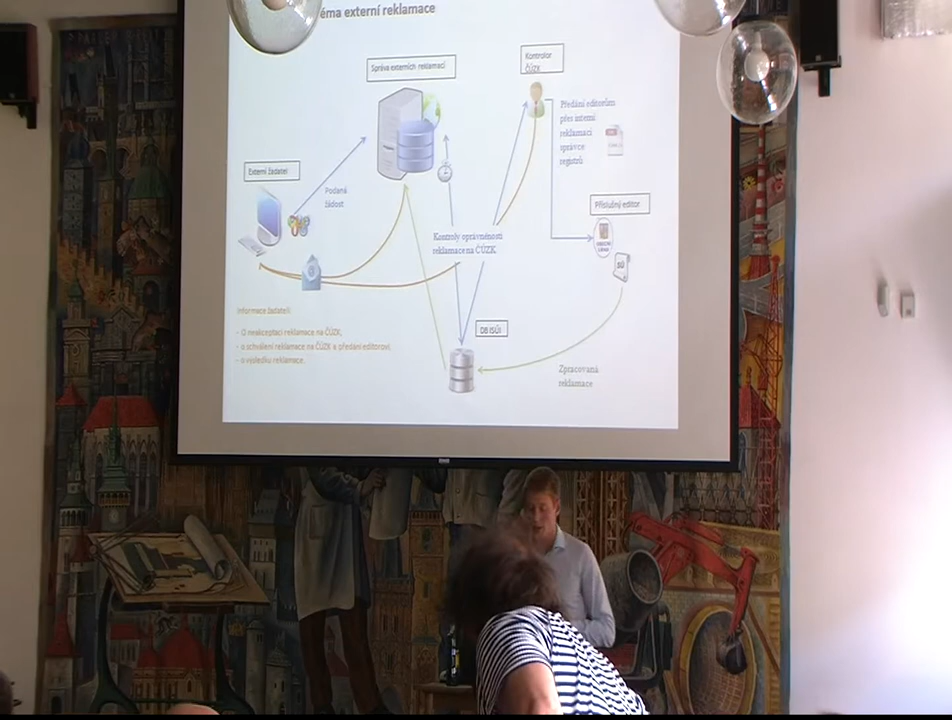 éma externí reklamace
Správa externích reklamací
Kontrolor
ČÚZK
Předání editorům
přes interní
reklamaci
správce
registrů
Externí žadatel
Podaná
žádost
Příslušný editor
Kontroly oprávněnosti
reklamace na ČÚZK
SÚ
Informace žadateli
- O neakceptaci reklamace na ČÚZK,
- o schválení reklamace na ČÚZK a předání editorovi,
- o výsledku reklamace.
DB ISÚI
Zpracovaná
reklamace